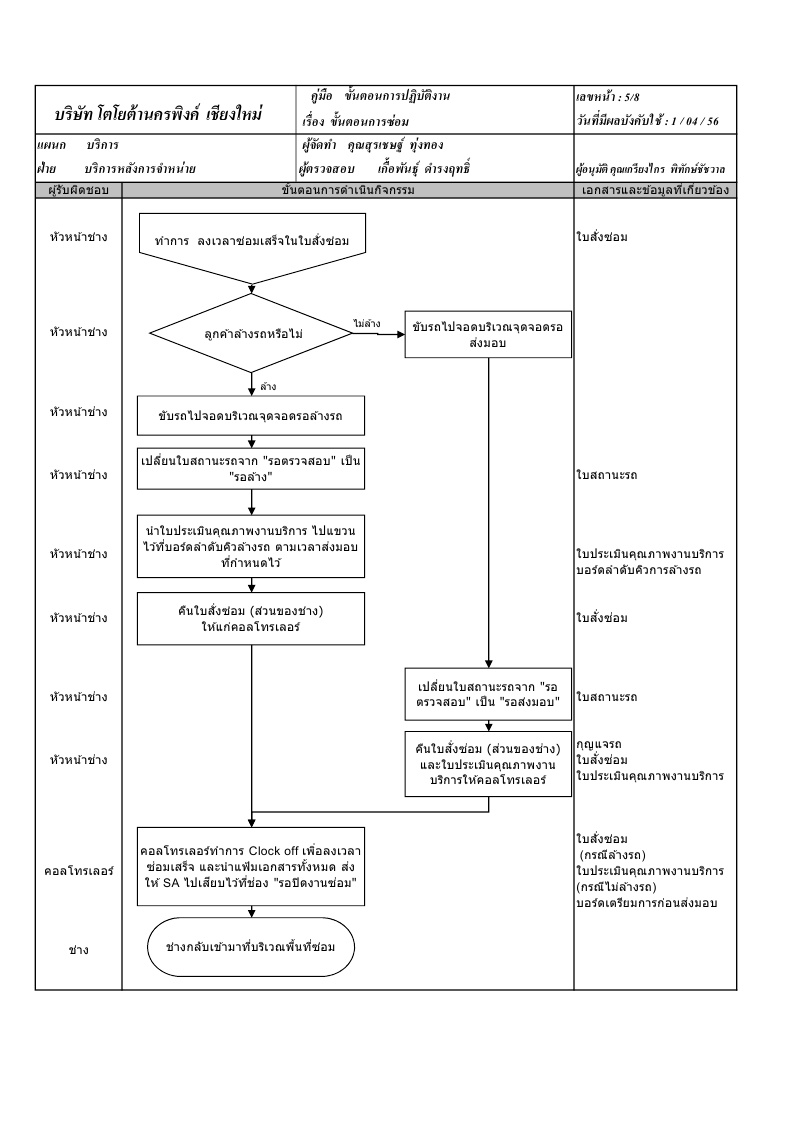 บริษัท โตโยต้านครพิงค์ เชียงใหม่
คู่มือ ขั้นตอนการปฏิบัติงาน
เรื่อง ขั้นตอนการซ่อม
เลขหน้า : 5/8
วันที่มีผลบังคับใช้ : 1 / 04 / 56
แผนก บริการ
ฝ่าย บริการหลังการจำหน่าย
ผู้จัดทำ คุณสุรเชษฐ์ ทุ่งทอง
ผู้ตรวจสอบ เกื้อพันธุ์ ดำรงฤทธิ์
ผู้อนุมัติ คุณเกรียงไกร พิทักษ์ชัชวาล
ผู้รับผิดชอบ
ขั้นตอนการดำเนินกิจกรรม
เอกสารและข้อมูลที่เกี่ยวข้อง
หัวหน้าช่าง
ทำการ ลงเวลาซ่อมเสร็จในใบสั่งซ่อม
ใบสั่งซ่อม
หัวหน้าช่าง
ลูกค้าล้างรถหรือไม่
ไม่ล้าง
ขับรถไปจอดบริเวณจุดจอดรอ
ส่งมอบ
ล้าง
หัวหน้าช่าง
ขับรถไปจอดบริเวณจุดจอดรอล้างรถ
หัวหน้าช่าง
เปลี่ยนใบสถานะรถจาก "รอตรวจสอบ" เป็น
"รอล้าง"
ใบสถานะรถ
หัวหน้าช่าง
นำใบประเมินคุณภาพงานบริการ ไปแขวน
ไว้ที่บอร์ดลำดับคิวล้างรถ ตามเวลาส่งมอบ
ที่กำหนดไว้
ใบประเมินคุณภาพงานบริการ
บอร์ดลำดับคิวการล้างรถ
หัวหน้าช่าง
คืนใบสั่งซ่อม (ส่วนของช่าง)
ให้แก่คอลโทรเลอร์
ใบสั่งซ่อม
หัวหน้าช่าง
เปลี่ยนใบสถานะรถจาก "รอ
ตรวจสอบ" เป็น "รอส่งมอบ"
ใบสถานะรถ
หัวหน้าช่าง
คืนใบสั่งซ่อม (ส่วนของช่าง)
และใบประเมินคุณภาพงาน
บริการให้คอลโทรเลอร์
กุญแจรถ
ใบสั่งซ่อม
ใบประเมินคุณภาพงานบริการ
คอลโทรเลอร์
คอลโทรเลอร์ทำการ Clock off เพื่อลงเวลา
ซ่อมเสร็จ และนำแฟ้มเอกสารทั้งหมด ส่ง
ให้ SA ไปเสียบไว้ที่ช่อง "รอปิดงานซ่อม"
ใบสั่งซ่อม
(กรณีล้างรถ)
ใบประเมินคุณภาพงานบริการ
(กรณีไม่ล้างรถ)
บอร์ดเตรียมการก่อนส่งมอบ
ช่าง
ช่างกลับเข้ามาที่บริเวณพื้นที่ซ่อม